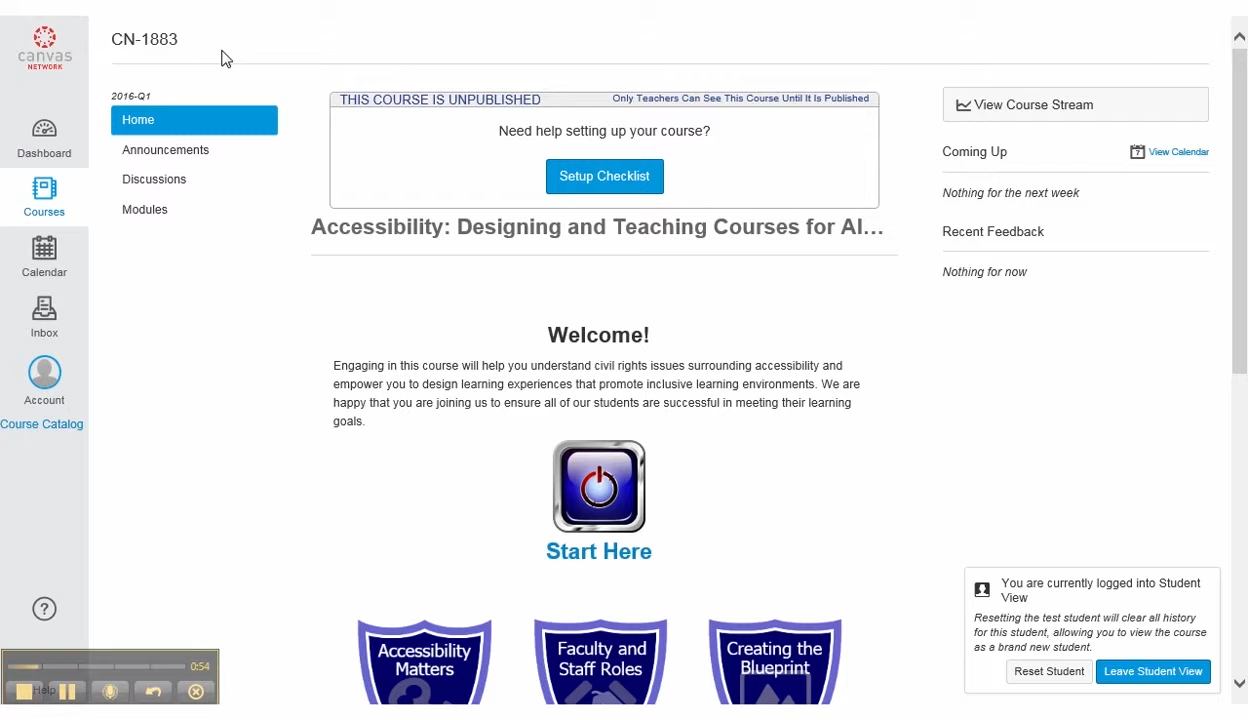 canvas
NETWORK
Dashboard
Courses
Calendar
Inbox
Account
Course Catalog
Help
0:54
CN-1883
2016-Q1
Home
Announcements
Discussions
Modules
THIS COURSE IS UNPUBLISHED
Only Teachers Can See This Course Until It Is Published
Need help setting up your course?
Setup Checklist
Accessibility: Designing and Teaching Courses for Al…
Welcome!
Engaging in this course will help you understand civil rights issues surrounding accessibility and
empower you to design learning experiences that promote inclusive learning environments. We are
happy that you are joining us to ensure all of our students are successful in meeting their learning
goals.
Start Here
Accessibility
Matters
Faculty and
Staff Roles
Creating the
Blueprint
View Course Stream
Coming Up
7
View Calendar
Nothing for the next week
Recent Feedback
Nothing for now
You are currently logged into Student
View
Resetting the test student will clear all history
for this student, allowing you to view the course
as a brand new student.
Reset Student
Leave Student View